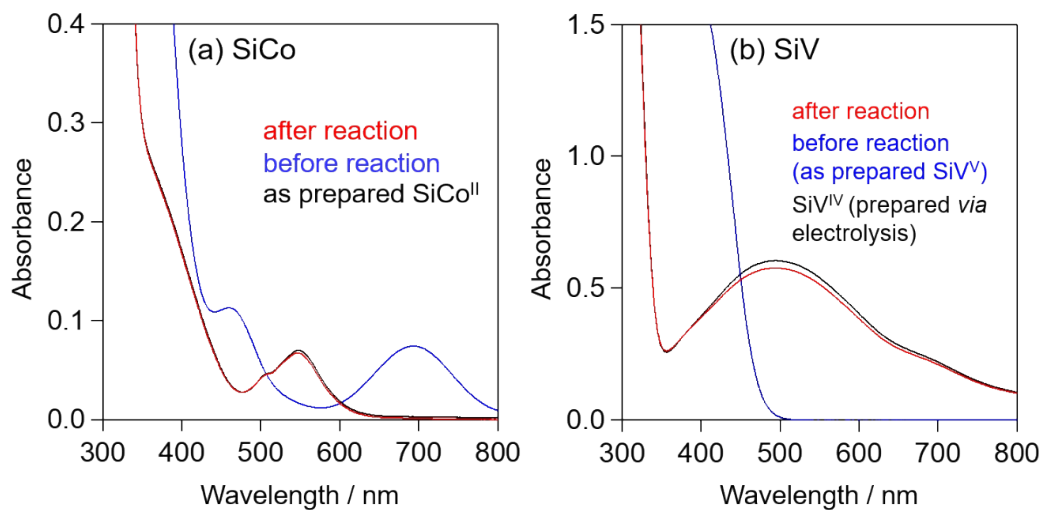 (a) SiCo
after reaction
before reaction
as prepared SiCoᴵᴵ
Absorbance
0.4
0.3
0.2
0.1
0.0
300 400 500 600 700 800
Wavelength / nm
(b) SiV
after reaction
before reaction
(as prepared SiVⱽ)
SiVᴵⱽ (prepared via
electrolysis)
Absorbance
1.5
1.0
0.5
0.0
300 400 500 600 700 800
Wavelength / nm